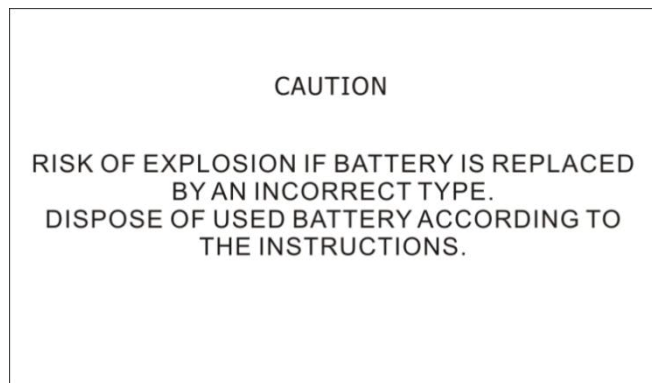 CAUTION
RISK OF EXPLOSION IF BATTERY IS REPLACED
BY AN INCORRECT TYPE.
DISPOSE OF USED BATTERY ACCORDING TO
THE INSTRUCTIONS.